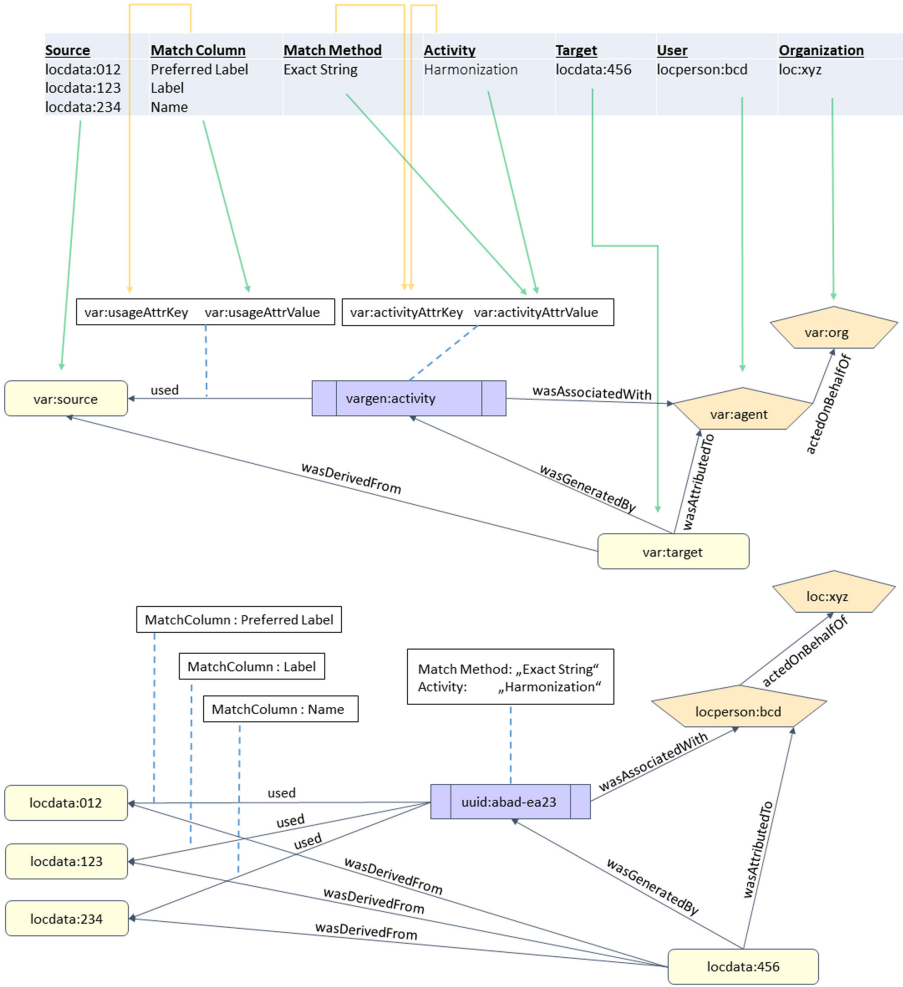 Source Match Column Match Method Activity Target User Organization
locdata:012 Preferred Label Exact String Harmonization locdata:456 locperson:bcd loc:xyz
locdata:123 Label
locdata:234 Name
var:usageAttrKey var:usageAttrValue
var:activityAttrKey var:activityAttrValue
var:org
var:source
used
vargen:activity
wasAssociatedWith
var:agent
actedOnBehalfOf
wasDerivedFrom
wasGeneratedBy
wasAttributedTo
var:target
loc:xyz
MatchColumn : Preferred Label
MatchColumn : Label
MatchColumn : Name
Match Method: „Exact String“
Activity: „Harmonization“
actedOnBehalfOf
locperson:bcd
wasAssociatedWith
locdata:012
used
uuid:abad-ea23
used
used
locdata:123
wasDerivedFrom
wasGeneratedBy
wasAttributedTo
wasDerivedFrom
locdata:234
wasDerivedFrom
locdata:456